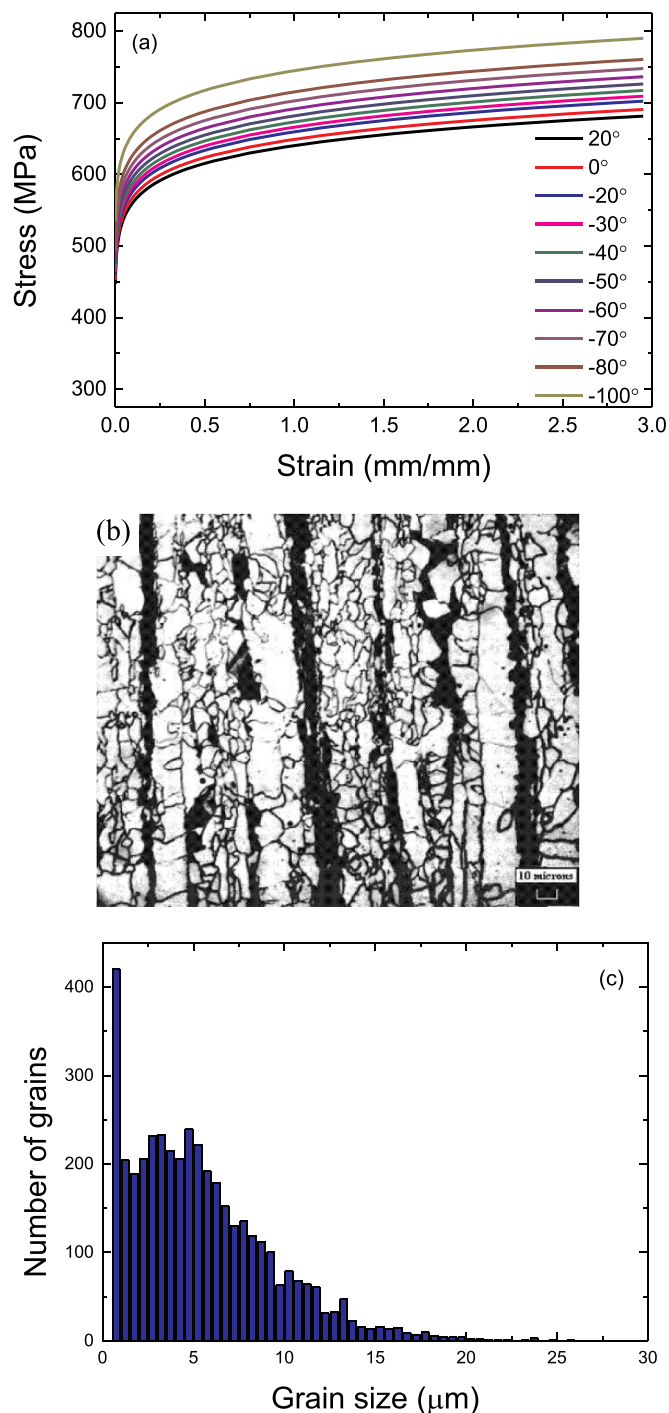 (a)
800
700
600
500
400
300
Stress (MPa)
20°
0°
-20°
-30°
-40°
-50°
-60°
-70°
-80°
-100°
0.0 0.5 1.0 1.5 2.0 2.5 3.0
Strain (mm/mm)
(b)
10 microns
(c)
400
300
200
100
0
Number of grains
0 5 10 15 20 25 30
Grain size (μm)